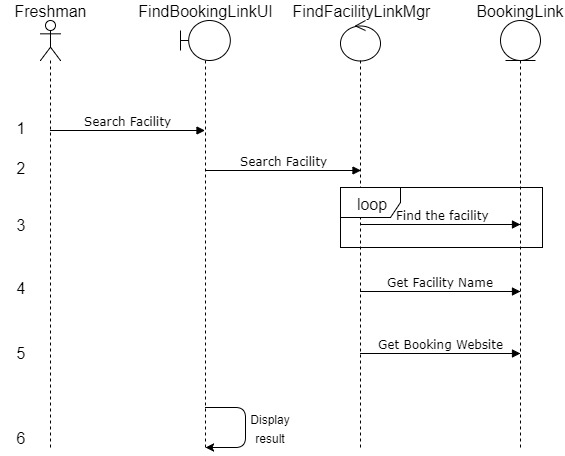 Freshman FindBookingLinkUI FindFacilityLinkMgr BookingLink
1 Search Facility
2 Search Facility
loop
3 Find the facility
4 Get Facility Name
5 Get Booking Website
Display
6 result